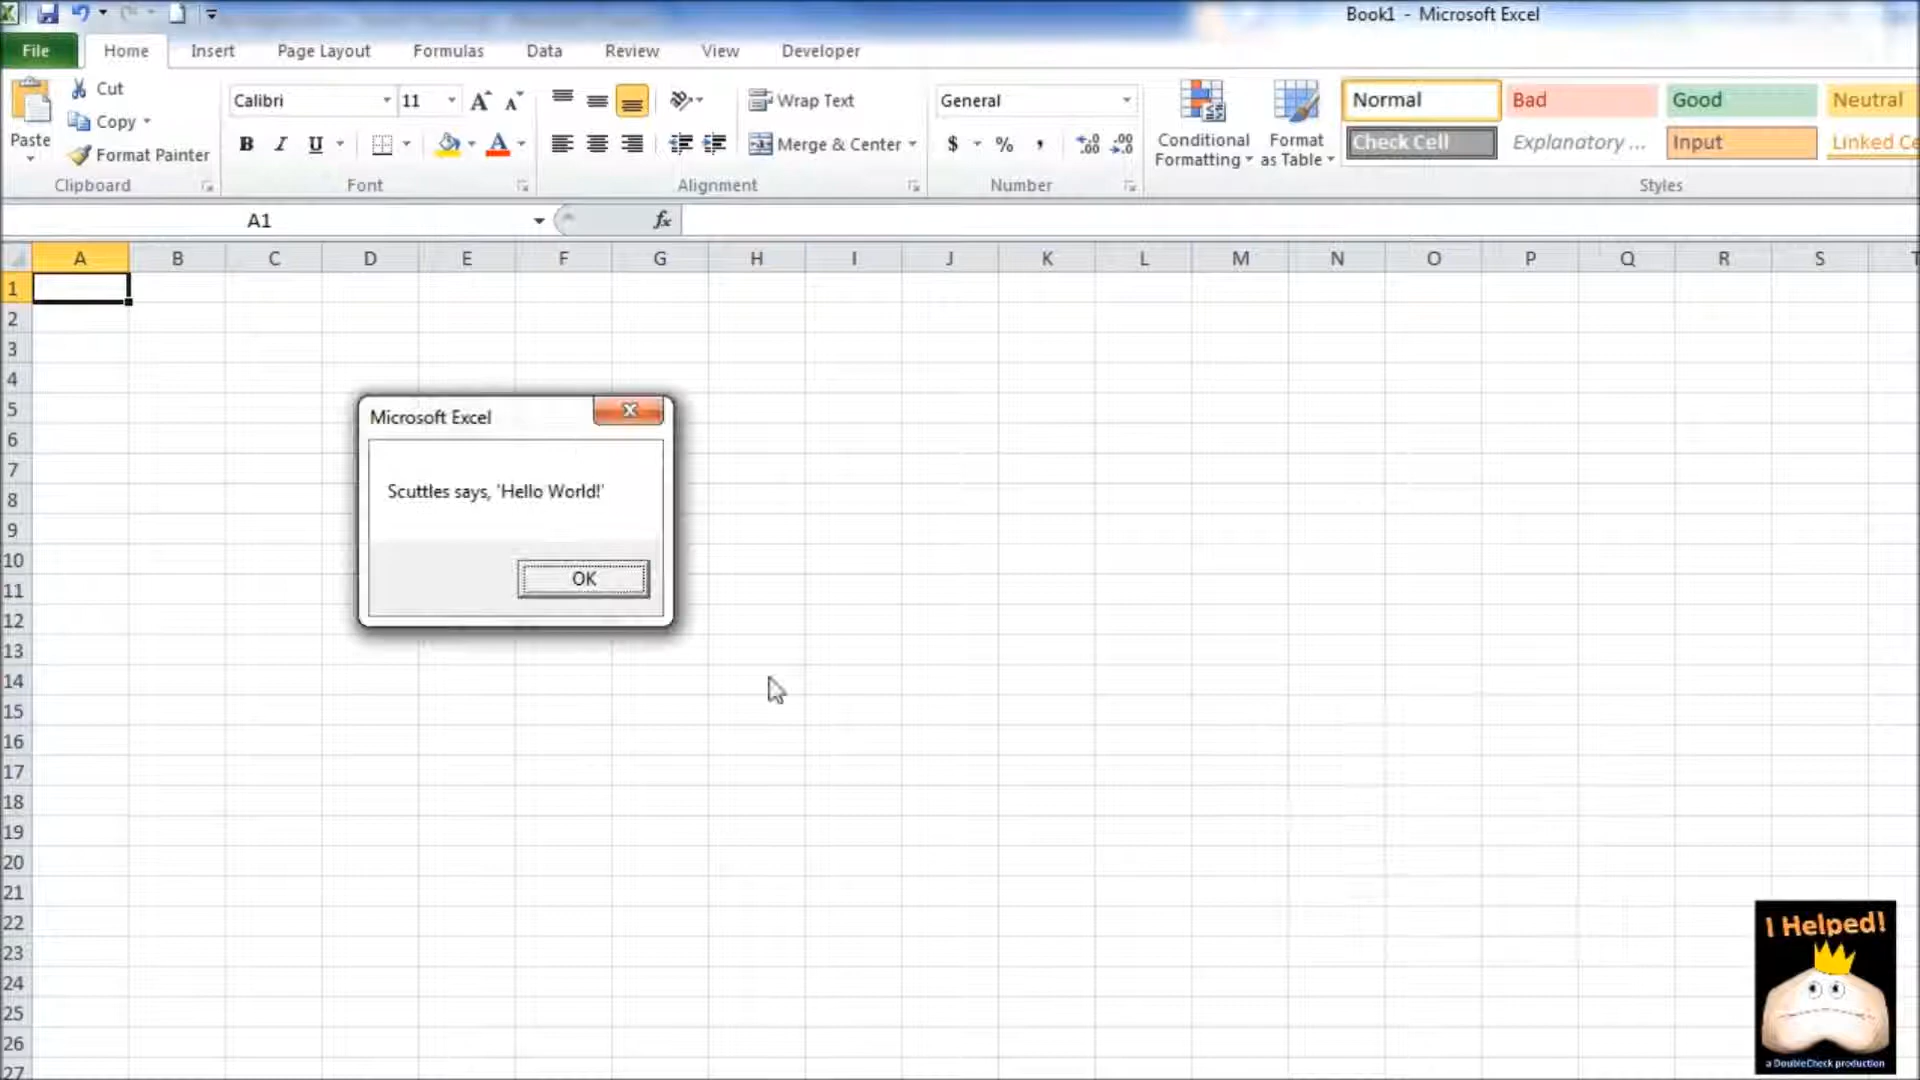 Book1 - Microsoft Excel
File Home Insert Page Layout Formulas Data Review View Developer
Paste
Cut
Copy
Format Painter
Clipboard
Calibri 11
B I U A
Font
Wrap Text
Merge & Center
Alignment
General
$ % ,
Number
Conditional
Formatting
Format
as Table
Normal Bad Good Neutral
Check Cell Explanatory ... Input Linked Ce
Styles
A1 fx
A B C D E F G H I J K L M N O P Q R S T
1
2
3
4
5
6
7
8
9
10
11
12
13
14
15
16
17
18
19
20
21
22
23
24
25
26
27
Microsoft Excel
Scuttles says, 'Hello World!'
OK
I Helped!
a DoubleCheck production